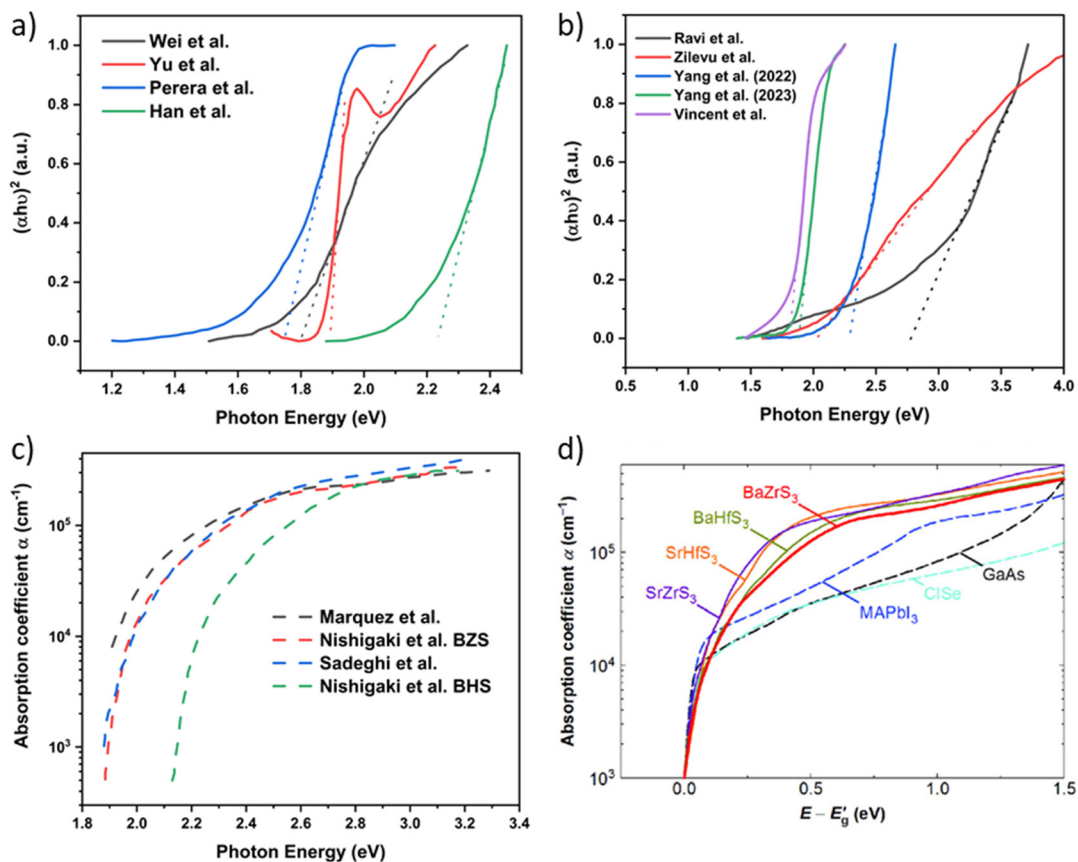 a)
Wei et al.
Yu et al.
Perera et al.
Han et al.
(αhυ)² (a.u.)
1.0
0.8
0.6
0.4
0.2
0.0
1.2 1.4 1.6 1.8 2.0 2.2 2.4
Photon Energy (eV)
b)
Ravi et al.
Zilevu et al.
Yang et al. (2022)
Yang et al. (2023)
Vincent et al.
(αhυ)² (a.u.)
1.0
0.8
0.6
0.4
0.2
0.0
0.5 1.0 1.5 2.0 2.5 3.0 3.5 4.0
Photon Energy (eV)
c)
Absorption coefficient α (cm⁻¹)
10⁵
10⁴
10³
Marquez et al.
Nishigaki et al. BZS
Sadeghi et al.
Nishigaki et al. BHS
1.8 2.0 2.2 2.4 2.6 2.8 3.0 3.2 3.4
Photon Energy (eV)
d)
Absorption coefficient α (cm⁻¹)
10⁵
10⁴
10³
BaZrS₃
BaHfS₃
SrHfS₃
SrZrS₃
GaAs
CISe
MAPbI₃
0.0 0.5 1.0 1.5
E – E′g (eV)